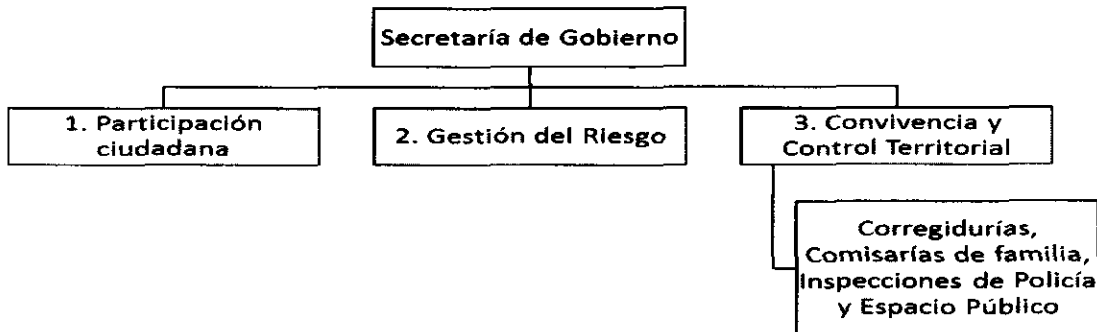 Secretaría de Gobierno
1. Participación
ciudadana
2. Gestión del Riesgo
3. Convivencia y
Control Territorial
Corregidurías,
Comisarías de familia,
Inspecciones de Policía
y Espacio Público